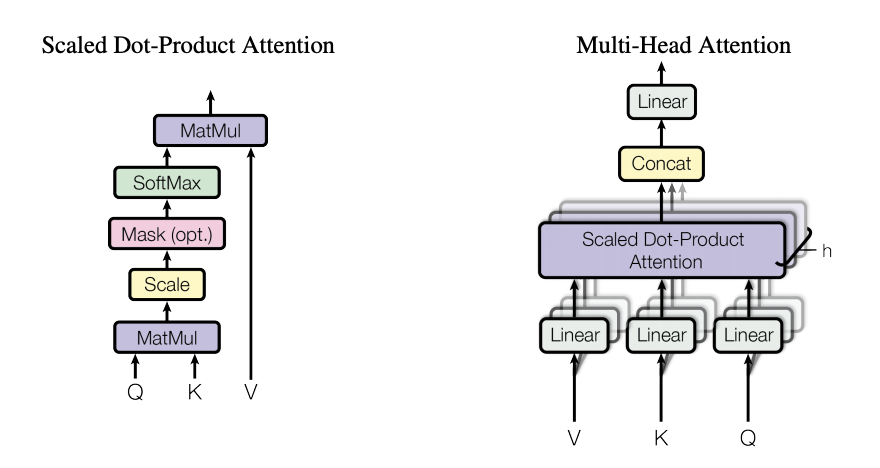 Scaled Dot-Product Attention
MatMul
SoftMax
Mask (opt.)
Scale
MatMul
Q K V
Multi-Head Attention
Linear
Concat
Scaled Dot-Product
Attention
h
Linear Linear Linear
V K Q